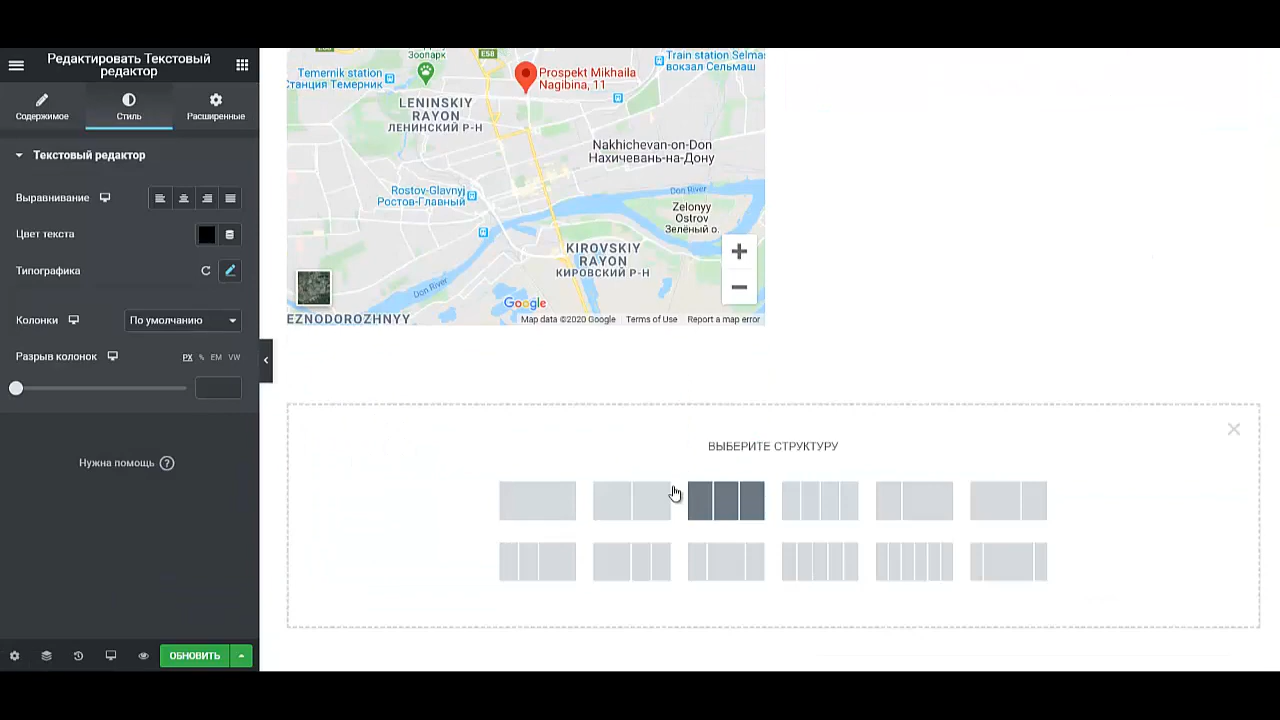 Редактировать Текстовый
редактор
Содержимое
Стиль
Расширенные
Текстовый редактор
Выравнивание
Цвет текста
Типографика
Колонки
По умолчанию
Разрыв колонок
PX % EM VW
Нужна помощь ?
ОБНОВИТЬ
Зоопарк
E58
Temernik station
Станция Темерник
Prospekt Mikhaila
Nagibina, 11
Train station Selmas
вокзал Сельмаш
LENINSKIY
RAYON
ЛЕНИНСКИЙ Р-Н
Nakhichevan-on-Don
Нахичевань-на-Дону
Rostov-Glavnyj
Ростов-Главный
Don River
Zelonyy
Ostrov
Зелёный о.
KIROVSKIY
RAYON
КИРОВСКИЙ Р-Н
Don River
Google
EZNODOROZHNYY
Map data ©2020 Google
Terms of Use
Report a map error
ВЫБЕРИТЕ СТРУКТУРУ